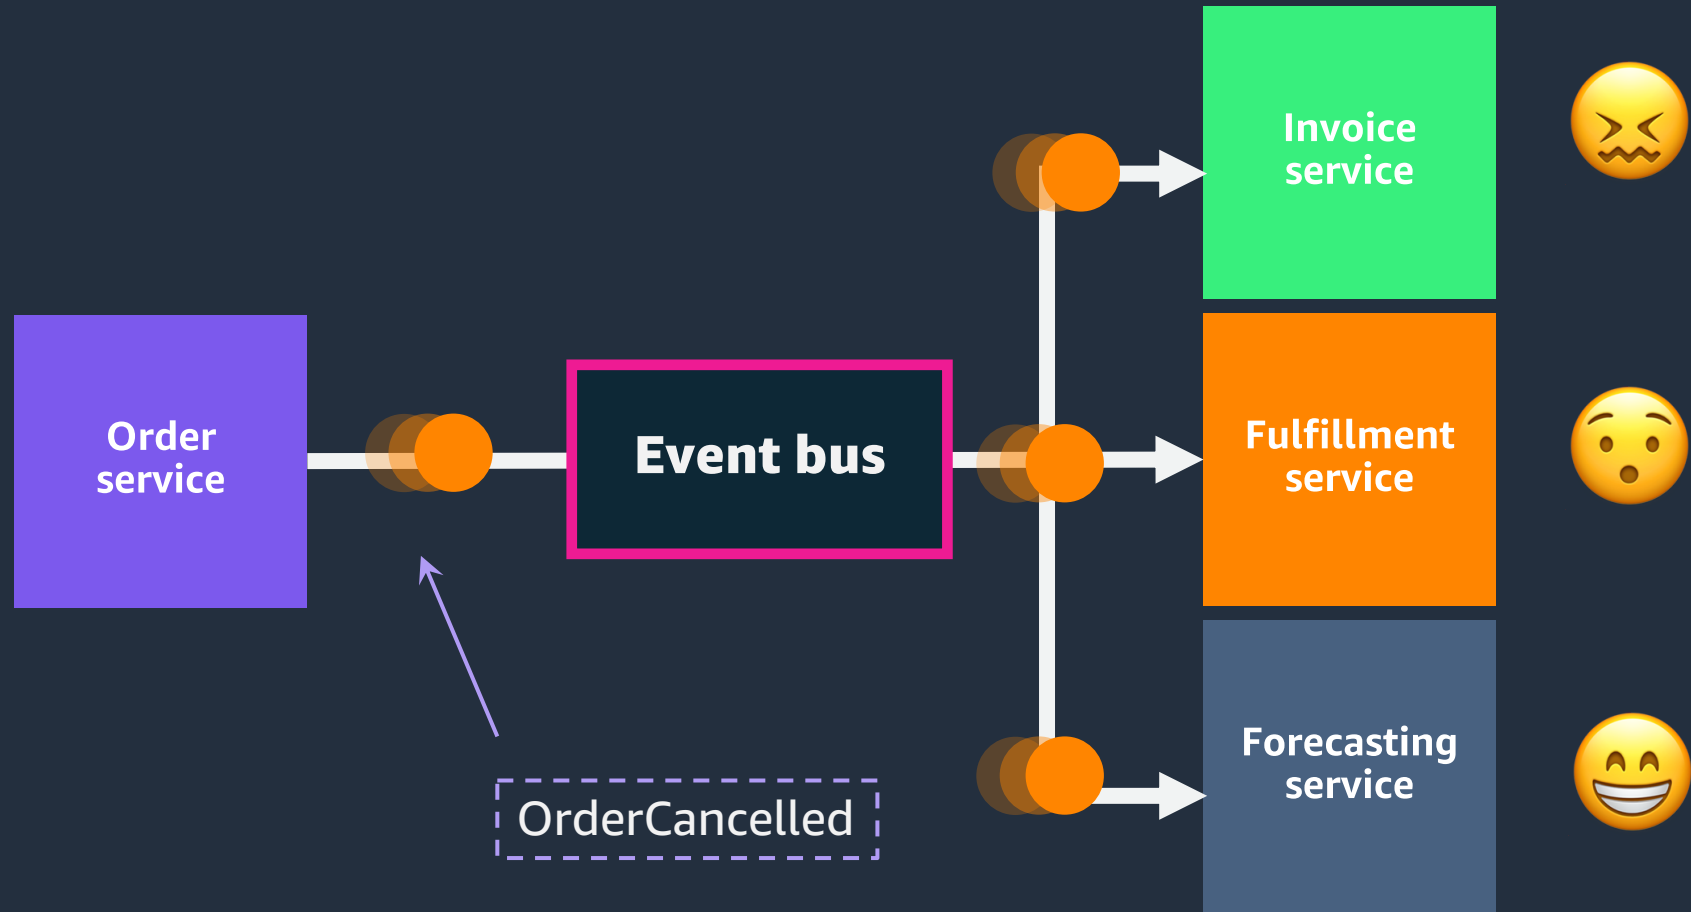 Order
service
Event bus
OrderCancelled
Invoice
service
Fulfillment
service
Forecasting
service